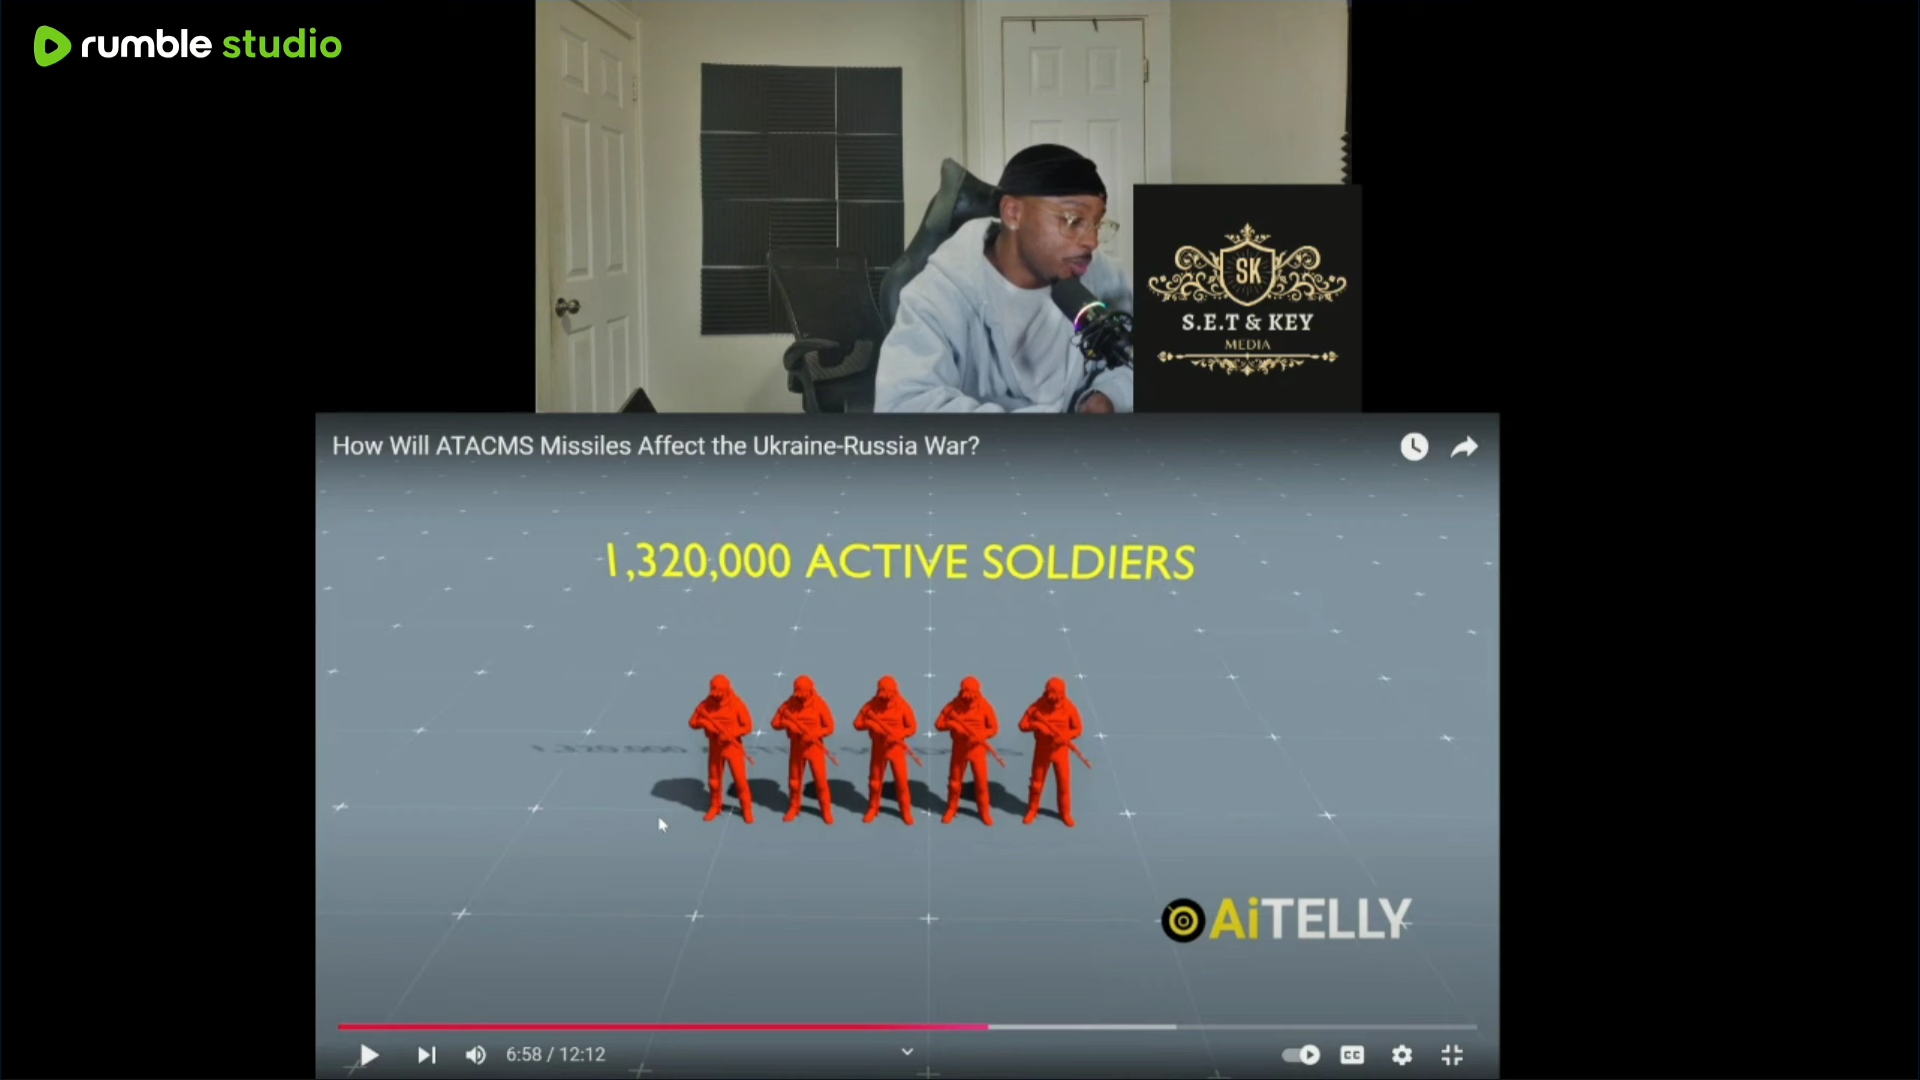 rumble studio
SK
S.E.T & KEY
MEDIA
How Will ATACMS Missiles Affect the Ukraine-Russia War?
1,320,000 ACTIVE SOLDIERS
AiTELLY
6:58 / 12:12
CC